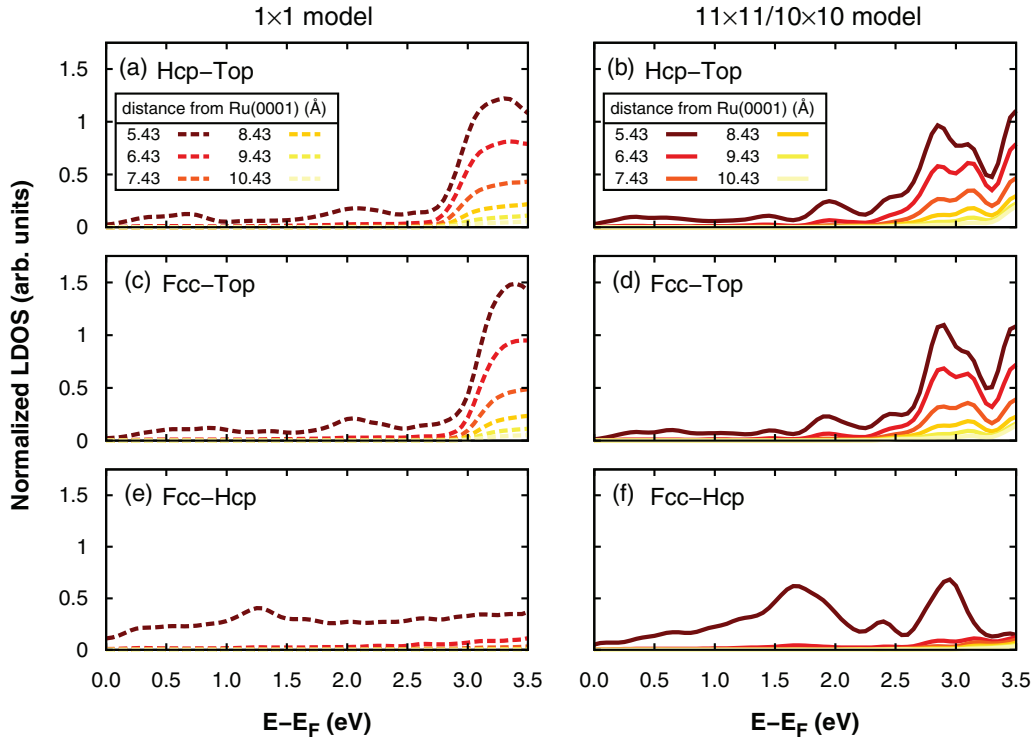 1×1 model
11×11/10×10 model
Normalized LDOS (arb. units)
(a) Hcp−Top
distance from Ru(0001) (Å)
5.43 8.43
6.43 9.43
7.43 10.43
1.5
1
0.5
0
(b) Hcp−Top
distance from Ru(0001) (Å)
5.43 8.43
6.43 9.43
7.43 10.43
(c) Fcc−Top
1.5
1
0.5
0
(d) Fcc−Top
(e) Fcc−Hcp
1.5
1
0.5
0
(f) Fcc−Hcp
0.0 0.5 1.0 1.5 2.0 2.5 3.0 3.5
0.0 0.5 1.0 1.5 2.0 2.5 3.0 3.5
E−EF (eV)
E−EF (eV)